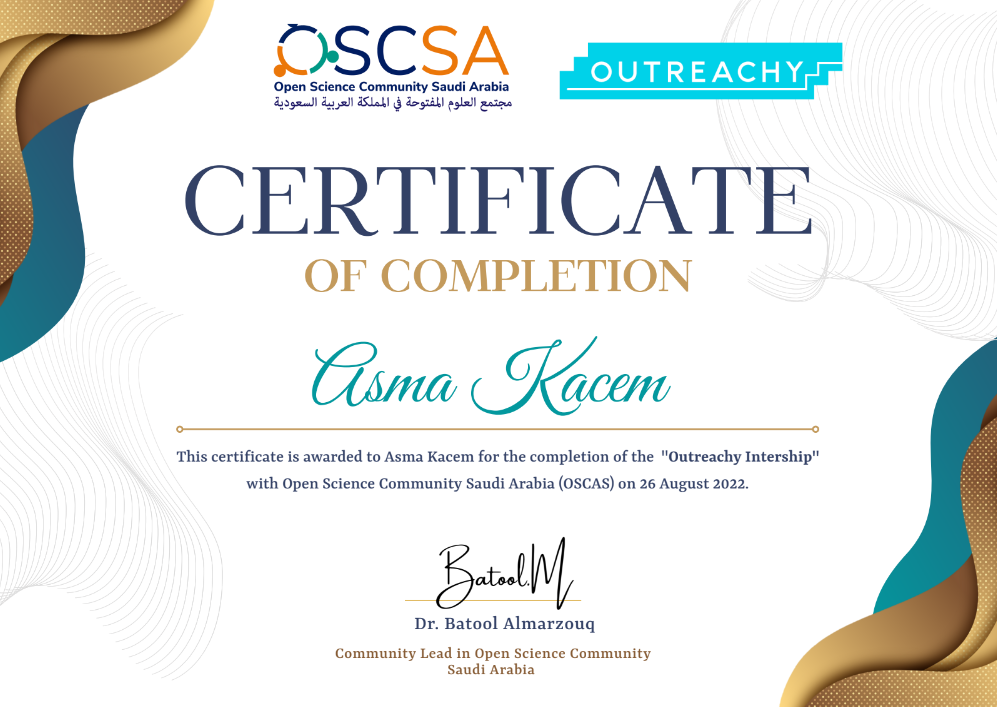 OSCSA
Open Science Community Saudi Arabia
مجتمع العلوم المفتوحة في المملكة العربية السعودية
OUTREACHY
CERTIFICATE
OF COMPLETION
Asma Kacem
This certificate is awarded to Asma Kacem for the completion of the "Outreachy Intership"
with Open Science Community Saudi Arabia (OSCAS) on 26 August 2022.
Batool.M
Dr. Batool Almarzouq
Community Lead in Open Science Community
Saudi Arabia